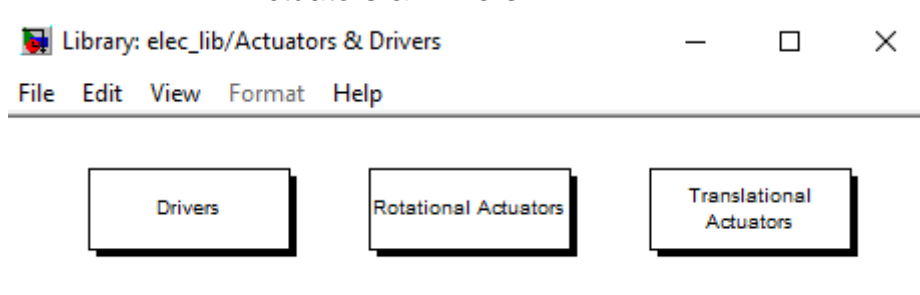 Library: elec_lib/Actuators & Drivers
File Edit View Format Help
Drivers
Rotational Actuators
Translational
Actuators